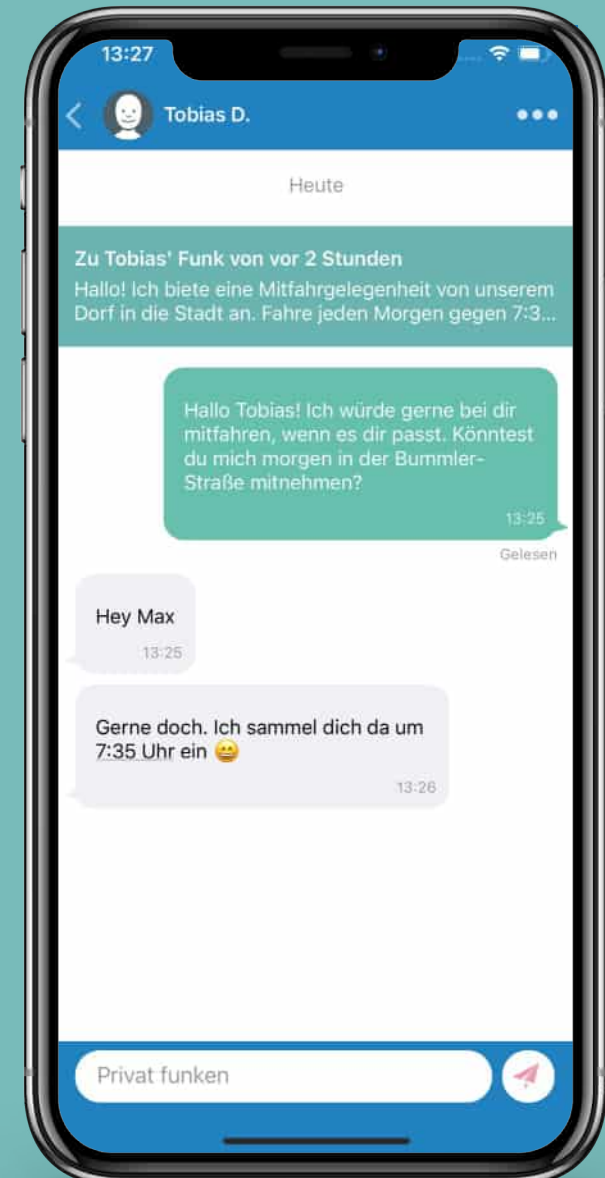 13:27
Tobias D.
Heute
Zu Tobias' Funk von vor 2 Stunden
Hallo! Ich biete eine Mitfahrgelegenheit von unserem
Dorf in die Stadt an. Fahre jeden Morgen gegen 7:3...
Hallo Tobias! Ich würde gerne bei dir
mitfahren, wenn es dir passt. Könntest
du mich morgen in der Bummler-
Straße mitnehmen?
13:25
Gelesen
Hey Max
13:25
Gerne doch. Ich sammel dich da um
7:35 Uhr ein 😄
13:26
Privat funken